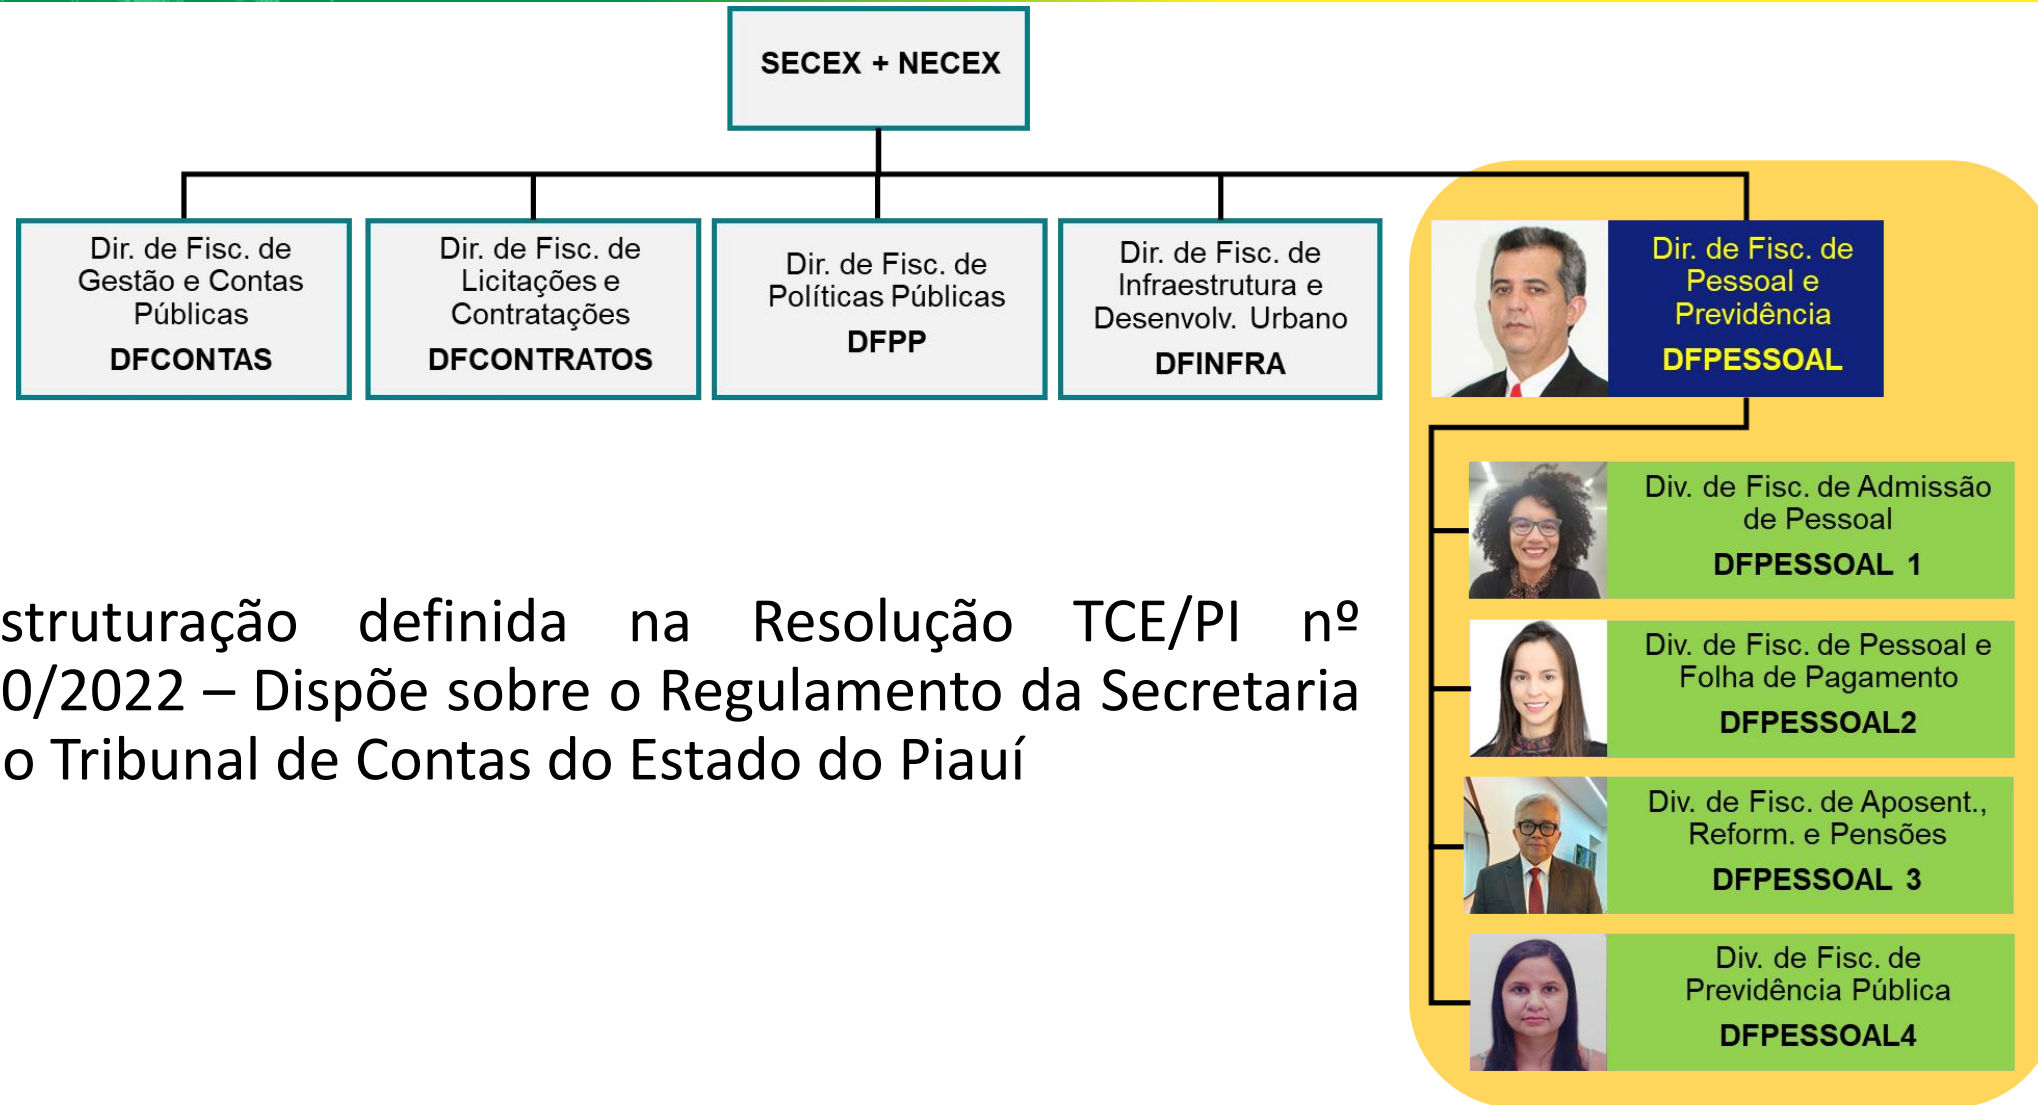 SECEX + NECEX
Dir. de Fisc. de
Gestão e Contas
Públicas
DFCONTAS
Dir. de Fisc. de
Licitações e
Contratações
DFCONTRATOS
Dir. de Fisc. de
Políticas Públicas
DFPP
Dir. de Fisc. de
Infraestrutura e
Desenvolv. Urbano
DFINFRA
Dir. de Fisc. de
Pessoal e
Previdência
DFPESSOAL
Div. de Fisc. de Admissão
de Pessoal
DFPESSOAL 1
Div. de Fisc. de Pessoal e
Folha de Pagamento
DFPESSOAL2
Div. de Fisc. de Aposent.,
Reform. e Pensões
DFPESSOAL 3
Div. de Fisc. de
Previdência Pública
DFPESSOAL4
struturação definida na Resolução TCE/PI nº
0/2022 – Dispõe sobre o Regulamento da Secretaria
o Tribunal de Contas do Estado do Piauí